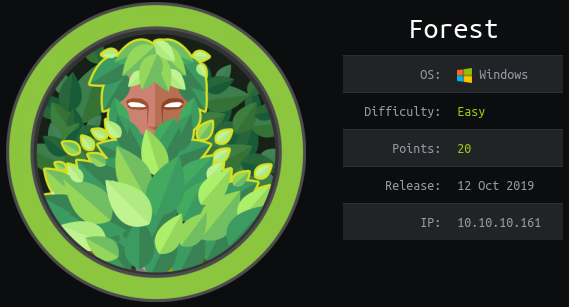 Forest
OS: Windows
Difficulty: Easy
Points: 20
Release: 12 Oct 2019
IP: 10.10.10.161